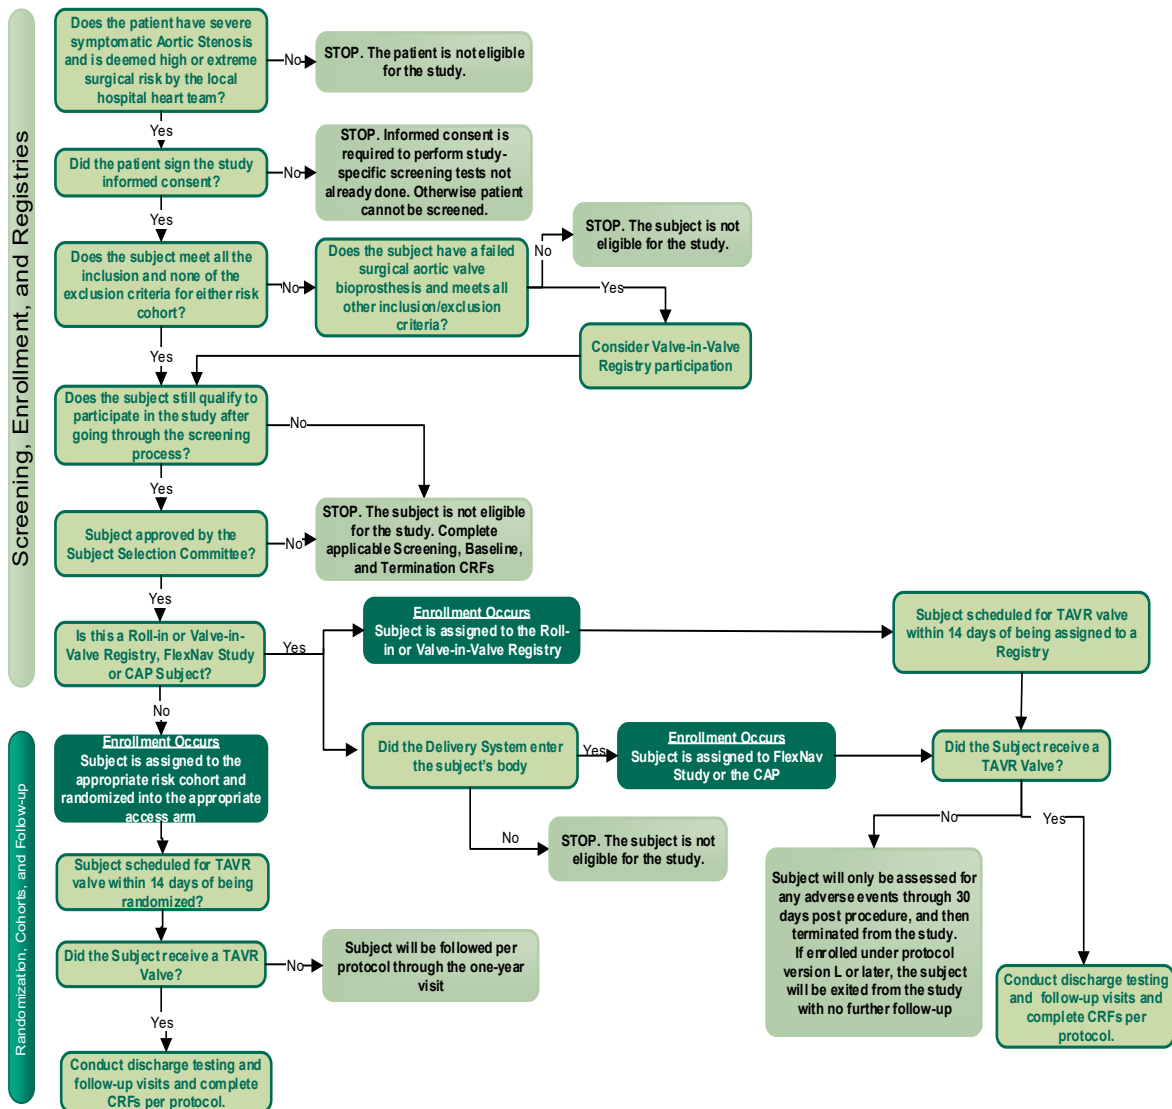 Screening, Enrollment, and Registries
Does the patient have severe
symptomatic Aortic Stenosis
and is deemed high or extreme
surgical risk by the local
hospital heart team?
No
STOP. The patient is not eligible
for the study.
Yes
Did the patient sign the study
informed consent?
No
STOP. Informed consent is
required to perform study-
specific screening tests
not already done. Otherwise patient
cannot be screened.
Yes
Does the subject meet all the
inclusion and none of the
exclusion criteria for either risk
cohort?
No
Does the subject have a failed
surgical aortic valve
bioprosthesis and meets all
other inclusion/exclusion
criteria?
No
STOP. The subject is not
eligible for the study.
Yes
Consider Valve-in-Valve
Registry participation
Yes
Does the subject still qualify to
participate in the study after
going through the screening
process?
No
Yes
STOP. The subject is not eligible
for the study. Complete
applicable Screening, Baseline,
and Termination CRFs
Subject approved by the
Subject Selection Committee?
No
Yes
Is this a Roll-in or Valve-in-
Valve Registry, FlexNav Study
or CAP Subject?
Yes
Enrollment Occurs
Subject is assigned to the Roll-
in or Valve-in-Valve Registry
Subject scheduled for TAVR valve
within 14 days of being assigned to a
Registry
No
Randomization, Cohorts, and Follow-up
Enrollment Occurs
Subject is assigned to the
appropriate risk cohort and
randomized into the appropriate
access arm
Did the Delivery System enter
the subject's body
Yes
Enrollment Occurs
Subject is assigned to FlexNav
Study or the CAP
Did the Subject receive a
TAVR Valve?
No
STOP. The subject is not
eligible for the study.
No
Yes
Subject scheduled for TAVR
valve within 14 days of being
randomized?
Subject will only be assessed for
any adverse events through 30
days post procedure, and then
terminated from the study.
If enrolled under protocol
version L or later, the subject
will be exited from the study
with no further follow-up
Did the Subject receive a TAVR
Valve?
No
Subject will be followed per
protocol through the one-year
visit
Conduct discharge testing
and follow-up visits and
complete CRFs per
protocol.
Yes
Conduct discharge testing and
follow-up visits and complete
CRFs per protocol.